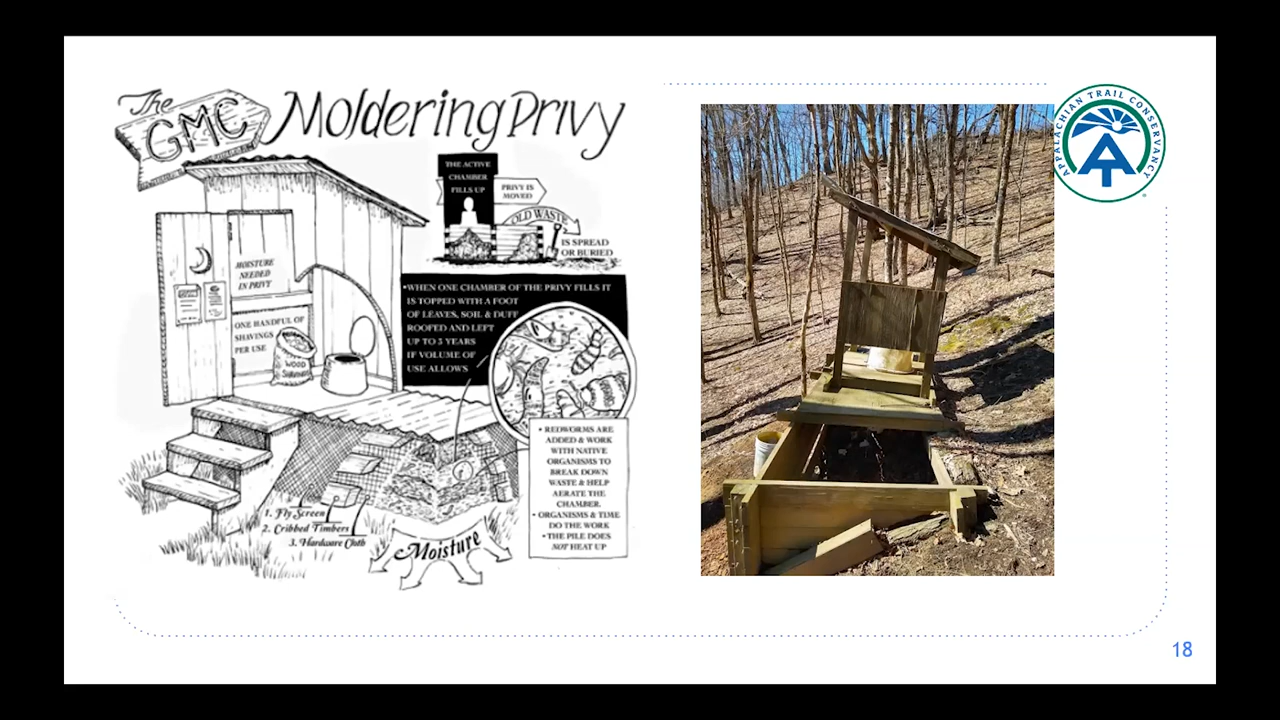 The
GMC
Moldering Privy
THE ACTIVE
CHAMBER
FILLS UP
PRIVY IS
MOVED
OLD WASTE
IS SPREAD
OR BURIED
MOISTURE
NEEDED
IN PRIVY
ONE HANDFUL OF
SHAVINGS
PER USE
WOOD
•WHEN ONE CHAMBER OF THE PRIVY FILLS IT
IS TOPPED WITH A FOOT
OF LEAVES, SOIL & DUFF
ROOFED AND LEFT
UP TO 3 YEARS
IF VOLUME OF
USE ALLOWS
• REDWORMS ARE
ADDED & WORK
WITH NATIVE
ORGANISMS TO
BREAK DOWN
WASTE & HELP
AERATE THE
CHAMBER.
• ORGANISMS & TIME
DO THE WORK
• THE PILE DOES
NOT HEAT UP
1. Fly Screen
2. Cribbed Timbers
3. Hardware Cloth
Moisture
APPALACHIAN TRAIL CONSERVANCY
18